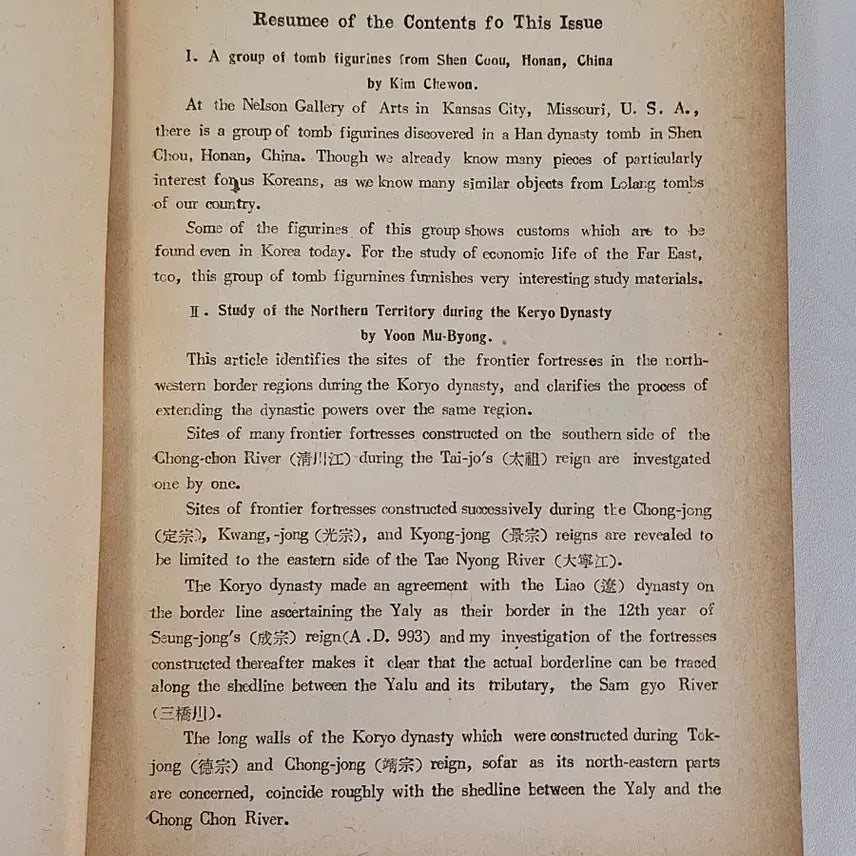 Resumee of the Contents fo This Issue
I. A group of tomb figurines from Shen Cuou, Honan, China
by Kim Chewon.
At the Nelson Gallery of Arts in Kansas City, Missouri, U. S. A.,
there is a group of tomb figurines discovered in a Han dynasty tomb in Shen
Chou, Honan, China. Though we already know many pieces of particularly
interest for us Koreans, as we know many similar objects from Lolang tombs
of our country.
Some of the figurines of this group shows customs which are to be
found even in Korea today. For the study of economic life of the Far East,
tco, this group of tomb figurnines furnishes very interesting study materials.
II. Study of the Northern Territory during the Keryo Dynasty
by Yoon Mu-Byong.
This article identifies the sites of the frontier fortresses in the north-
western border regions during the Koryo dynasty, and clarifies the process of
extending the dynastic powers over the same region.
Sites of many frontier fortresses constructed on the southern side of the
Chong-chon River (清川江) during the Tai-jo's (太祖) reign are investgated
one by one.
Sites of frontier fortresses constructed successively during the Chong-jong
(定宗), Kwang,-jong (光宗), and Kyong-jong (景宗) reigns are revealed to
be limited to the eastern side of the Tae Nyong River (大寧江).
The Koryo dynasty made an agreement with the Liao (遼) dynasty on
the border line ascertaining the Yaly as their border in the 12th year of
Seung-jong's (成宗) reign(A .D. 993) and my investigation of the fortresses
constructed thereafter makes it clear that the actual borderline can be traced
along the shedline between the Yalu and its tributary, the Sam gyo River
(三橋川).
The long walls of the Koryo dynasty which were constructed during Tok-
jong (德宗) and Chong-jong (靖宗) reign, sofar as its north-eastern parts
are concerned, coincide roughly with the shedline between the Yaly and the
Chong Chon River.